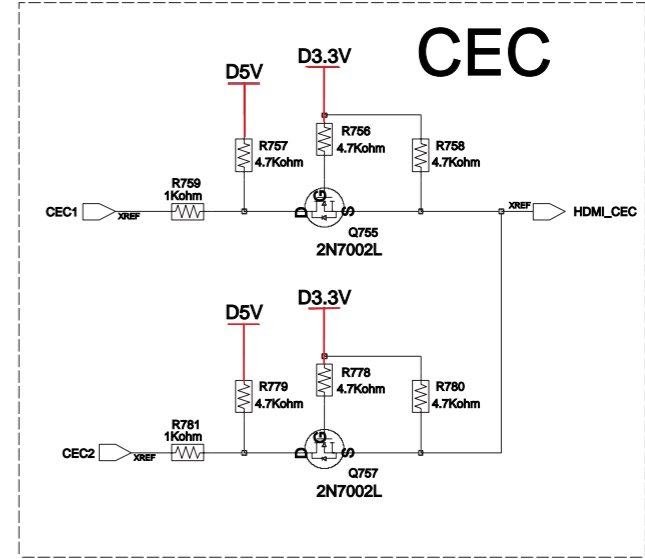 CEC
D3.3V
D5V
R757
4.7Kohm
R756
4.7Kohm
R758
4.7Kohm
R759
1Kohm
CEC1
XREF
D
G
S
XREF
HDMI_CEC
Q755
2N7002L
D3.3V
D5V
R779
4.7Kohm
R778
4.7Kohm
R780
4.7Kohm
R781
1Kohm
CEC2
XREF
D
G
S
Q757
2N7002L